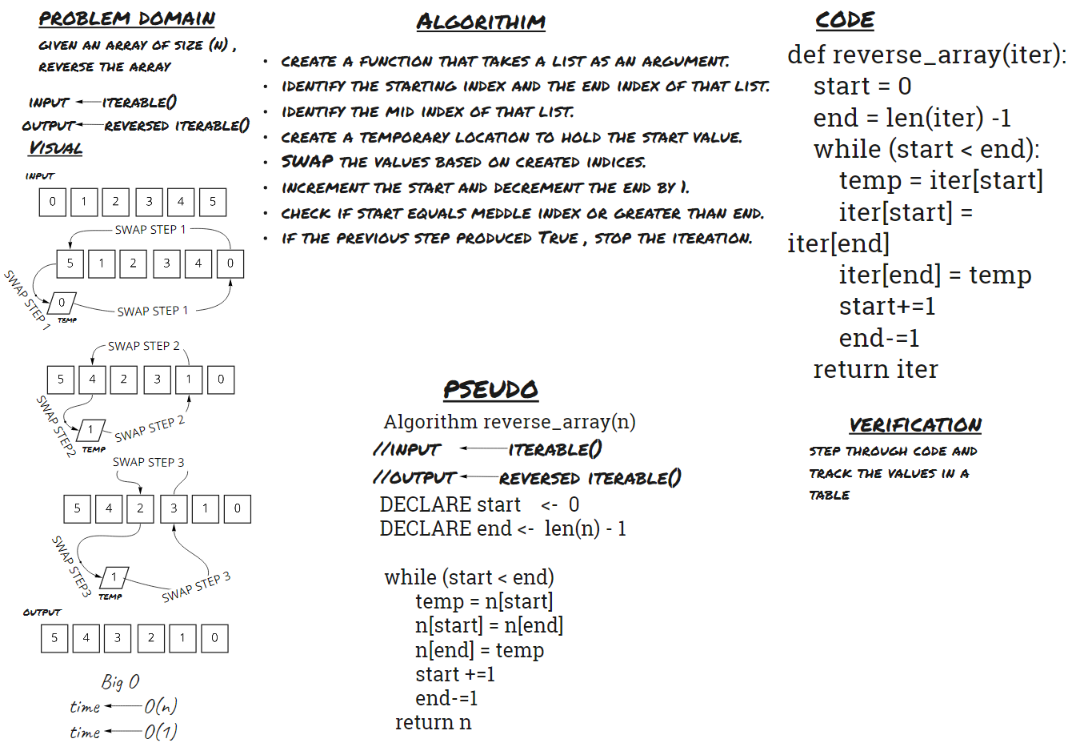 PROBLEM DOMAIN
GIVEN AN ARRAY OF SIZE (N) ,
REVERSE THE ARRAY
INPUT ITERABLE()
OUTPUT REVERSED ITERABLE()
VISUAL
INPUT
0 1 2 3 4 5
SWAP STEP 1
5 1 2 3 4 0
SWAP STEP 1
0
TEMP
SWAP STEP 1
SWAP STEP 2
5 4 2 3 1 0
SWAP STEP2
1
TEMP
SWAP STEP 2
SWAP STEP 3
5 4 2 3 1 0
SWAP STEP3
1
TEMP
SWAP STEP 3
OUTPUT
5 4 3 2 1 0
Big O
time O(n)
time O(1)
ALGORITHIM
• CREATE A FUNCTION THAT TAKES A LIST AS AN ARGUMENT.
• IDENTIFY THE STARTING INDEX AND THE END INDEX OF THAT LIST.
• IDENTIFY THE MID INDEX OF THAT LIST.
• CREATE A TEMPORARY LOCATION TO HOLD THE START VALUE.
• SWAP THE VALUES BASED ON CREATED INDICES.
• INCREMENT THE START AND DECREMENT THE END BY 1.
• CHECK IF START EQUALS MEDDLE INDEX OR GREATER THAN END.
• IF THE PREVIOUS STEP PRODUCED TRUE , STOP THE ITERATION.
PSEUDO
Algorithm reverse_array(n)
//INPUT ITERABLE()
//OUTPUT REVERSED ITERABLE()
DECLARE start <- 0
DECLARE end <- len(n) - 1
while (start < end)
temp = n[start]
n[start] = n[end]
n[end] = temp
start +=1
end-=1
return n
CODE
def reverse_array(iter):
start = 0
end = len(iter) -1
while (start < end):
temp = iter[start]
iter[start] =
iter[end]
iter[end] = temp
start+=1
end-=1
return iter
VERIFICATION
STEP THROUGH CODE AND
TRACK THE VALUES IN A
TABLE